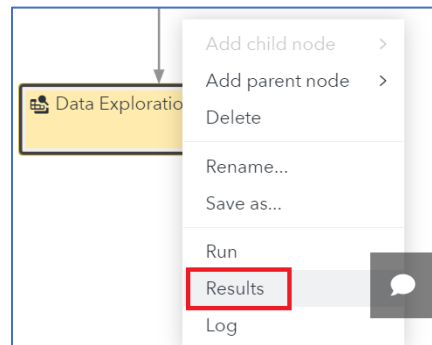 Add child node >
Add parent node >
Data Exploratio
Delete
Rename...
Save as...
Run
Results
Log